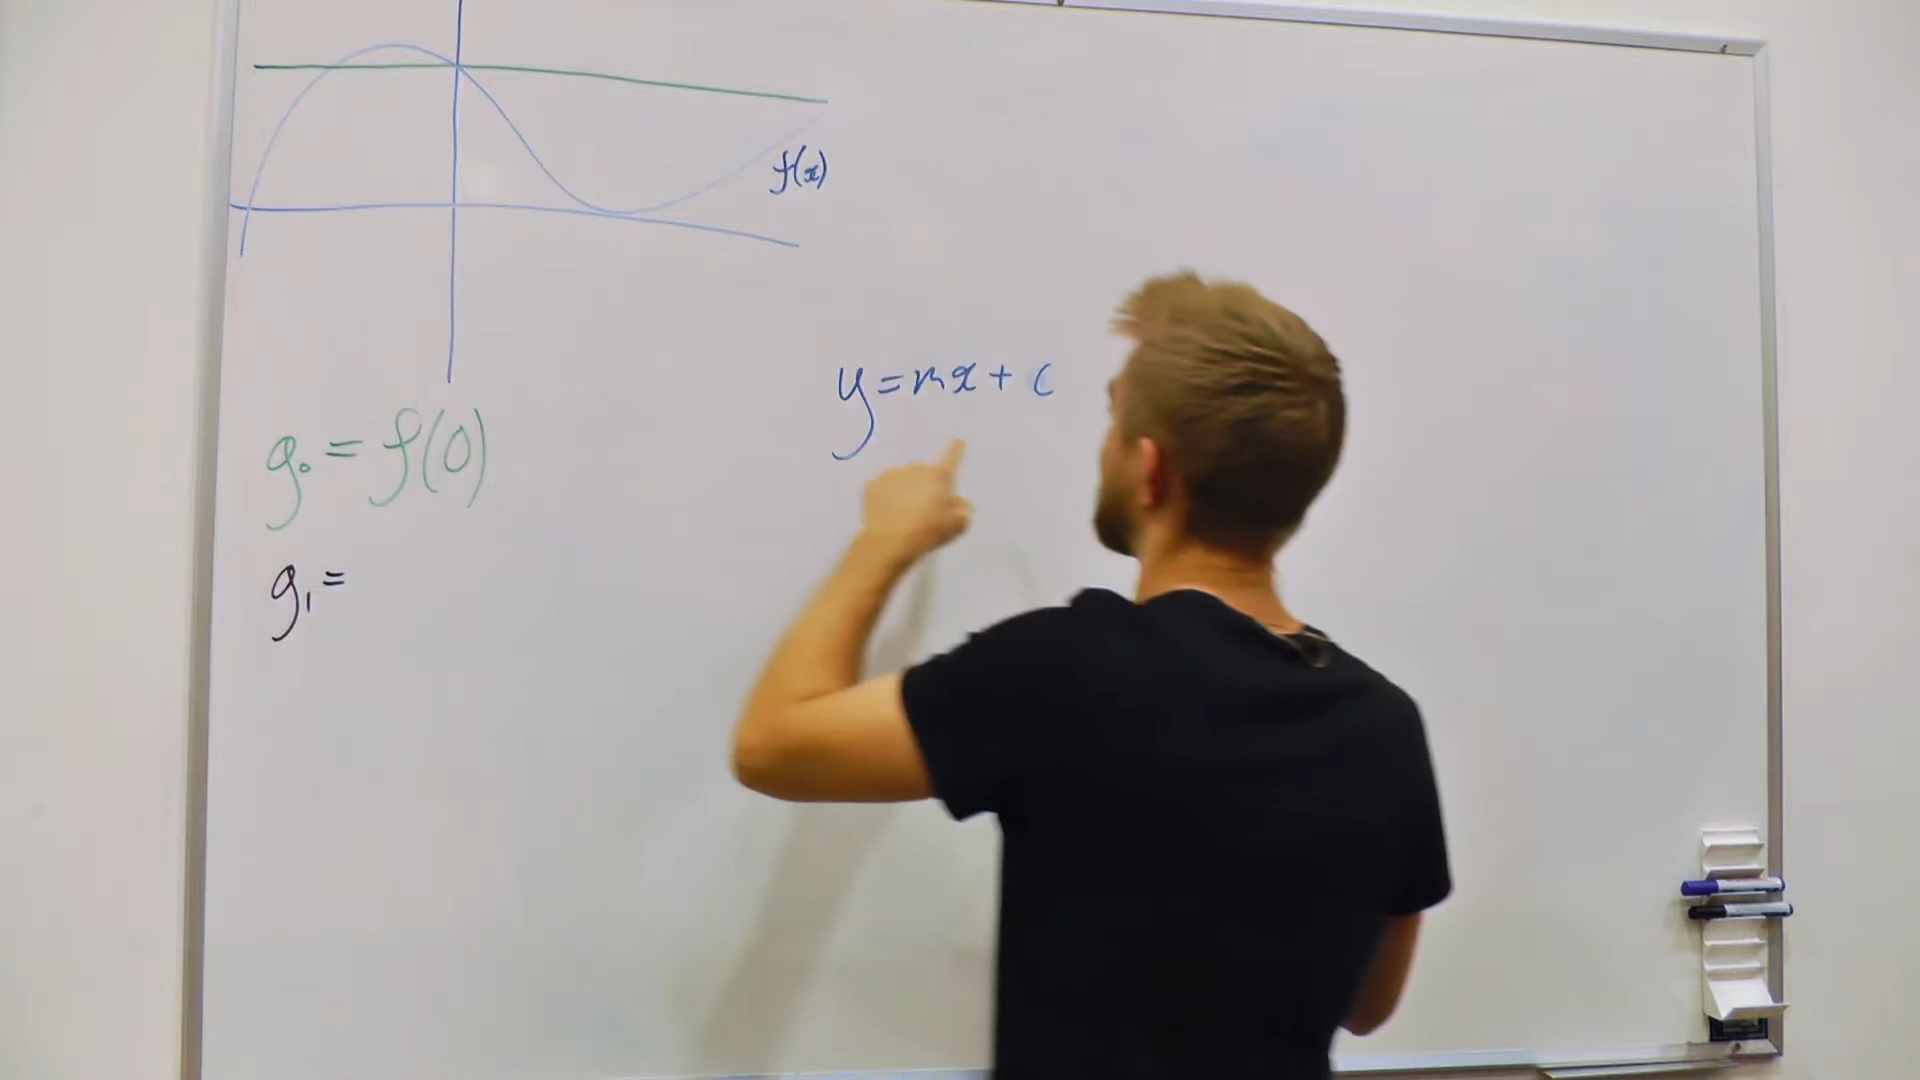 f(x)
y = mx + c
g₀ = f(0)
g₁ =